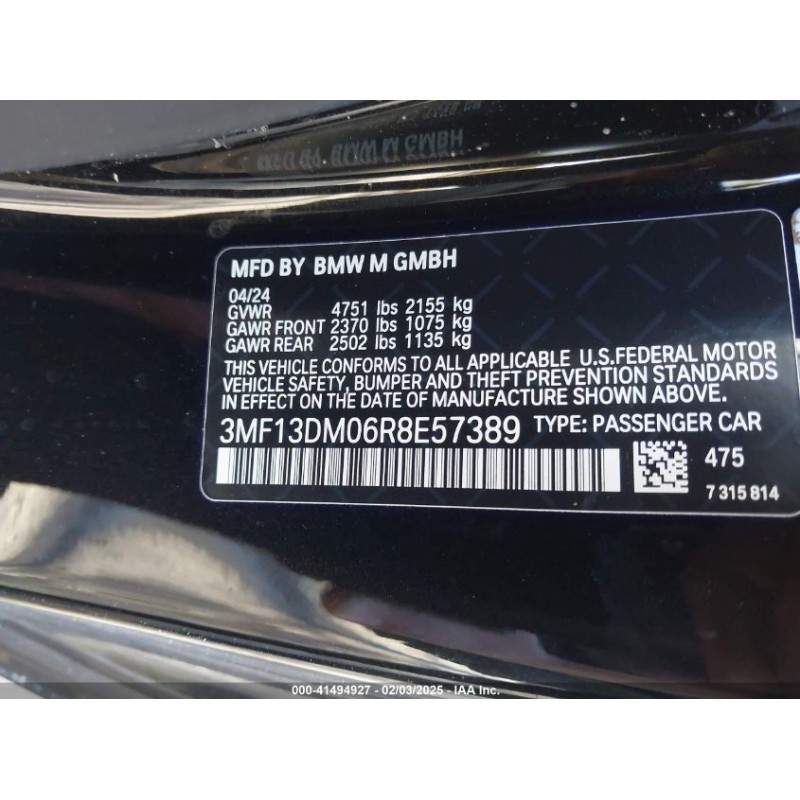 MFD BY BMW M GMBH
04/24
GVWR 4751 lbs 2155 kg
GAWR FRONT 2370 lbs 1075 kg
GAWR REAR 2502 lbs 1135 kg
THIS VEHICLE CONFORMS TO ALL APPLICABLE U.S.FEDERAL MOTOR
VEHICLE SAFETY, BUMPER AND THEFT PREVENTION STANDARDS
IN EFFECT ON THE DATE OF MANUFACTURE SHOWN ABOVE.
3MF13DM06R8E57389 TYPE: PASSENGER CAR
475
7 315 814
000-41494927 - 02/03/2025 - IAA Inc.